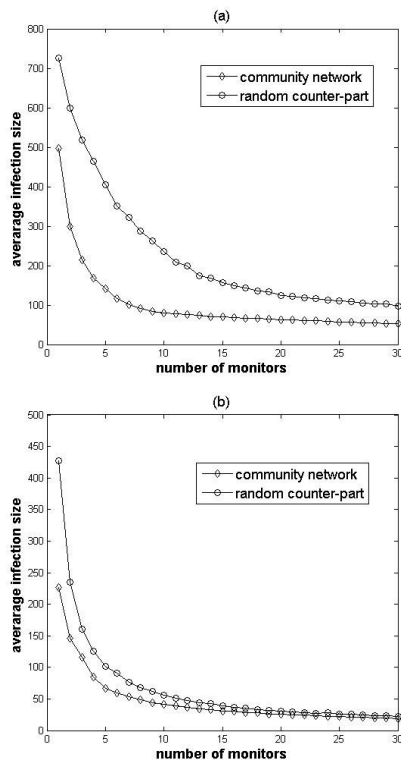 (a)
800
700
600
500
400
300
200
100
0
averarage infection size
community network
random counter-part
0 5 10 15 20 25 30
number of monitors
(b)
500
450
400
350
300
250
200
150
100
50
0
averarage infection size
community network
random counter-part
0 5 10 15 20 25 30
number of monitors